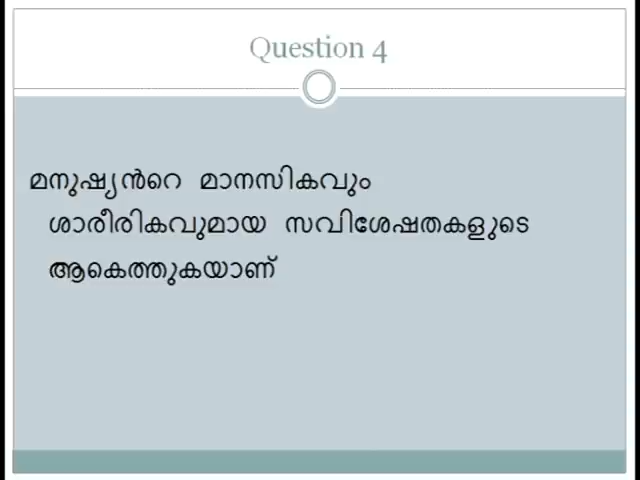 Question 4
മനുഷ്യൻറെ മാനസികവും
ശാരീരികവുമായ സവിശേഷതകളുടെ
ആകെത്തുകയാണ്